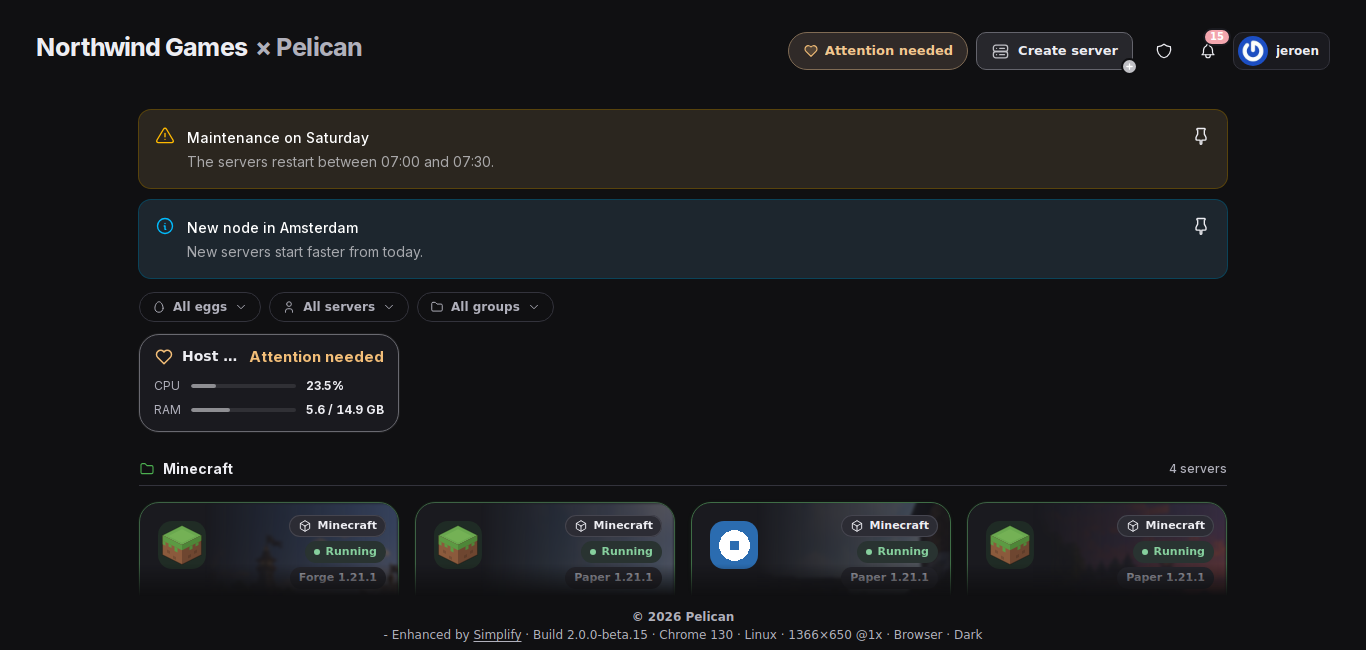 Northwind Games × Pelican
Attention needed
Create server
15
jeroen
Maintenance on Saturday
The servers restart between 07:00 and 07:30.
New node in Amsterdam
New servers start faster from today.
All eggs
All servers
All groups
Host ...
Attention needed
CPU
23.5%
RAM
5.6 / 14.9 GB
Minecraft
4 servers
Minecraft
Running
Forge 1.21.1
Minecraft
Running
Paper 1.21.1
Minecraft
Running
Paper 1.21.1
Minecraft
Running
Paper 1.21.1
© 2026 Pelican
- Enhanced by Simplify · Build 2.0.0-beta.15 · Chrome 130 · Linux · 1366×650 @1x · Browser · Dark